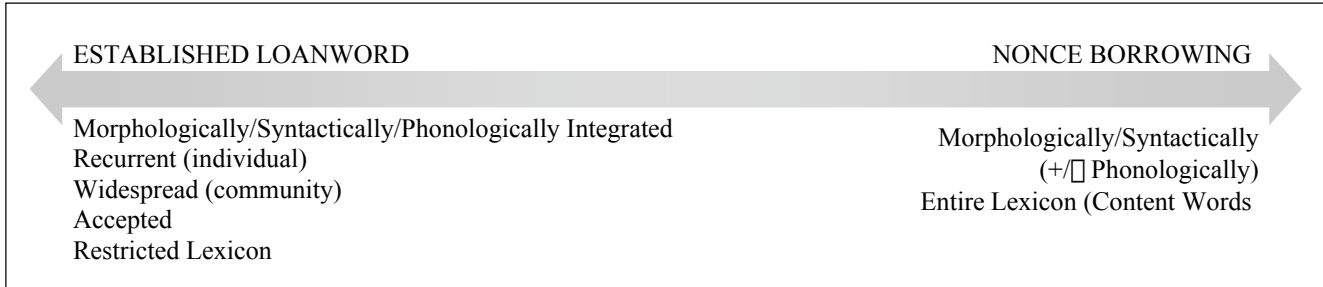 ESTABLISHED LOANWORD
NONCE BORROWING
Morphologically/Syntactically/Phonologically Integrated
Recurrent (individual)
Widespread (community)
Accepted
Restricted Lexicon
Morphologically/Syntactically
(+/▯ Phonologically)
Entire Lexicon (Content Words